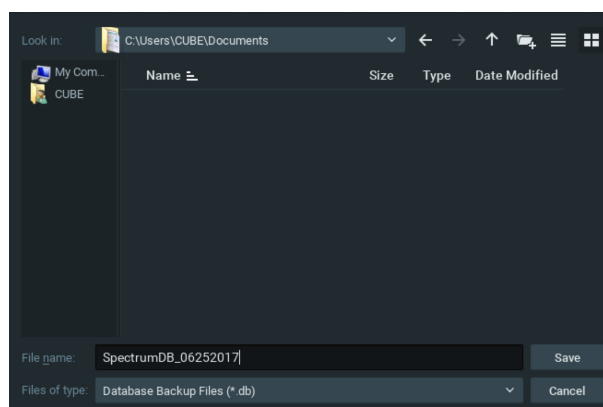 Look in: C:\Users\CUBE\Documents
My Com... Name Size Type Date Modified
CUBE
File name: SpectrumDB_06252017 Save
Files of type: Database Backup Files (*.db) Cancel